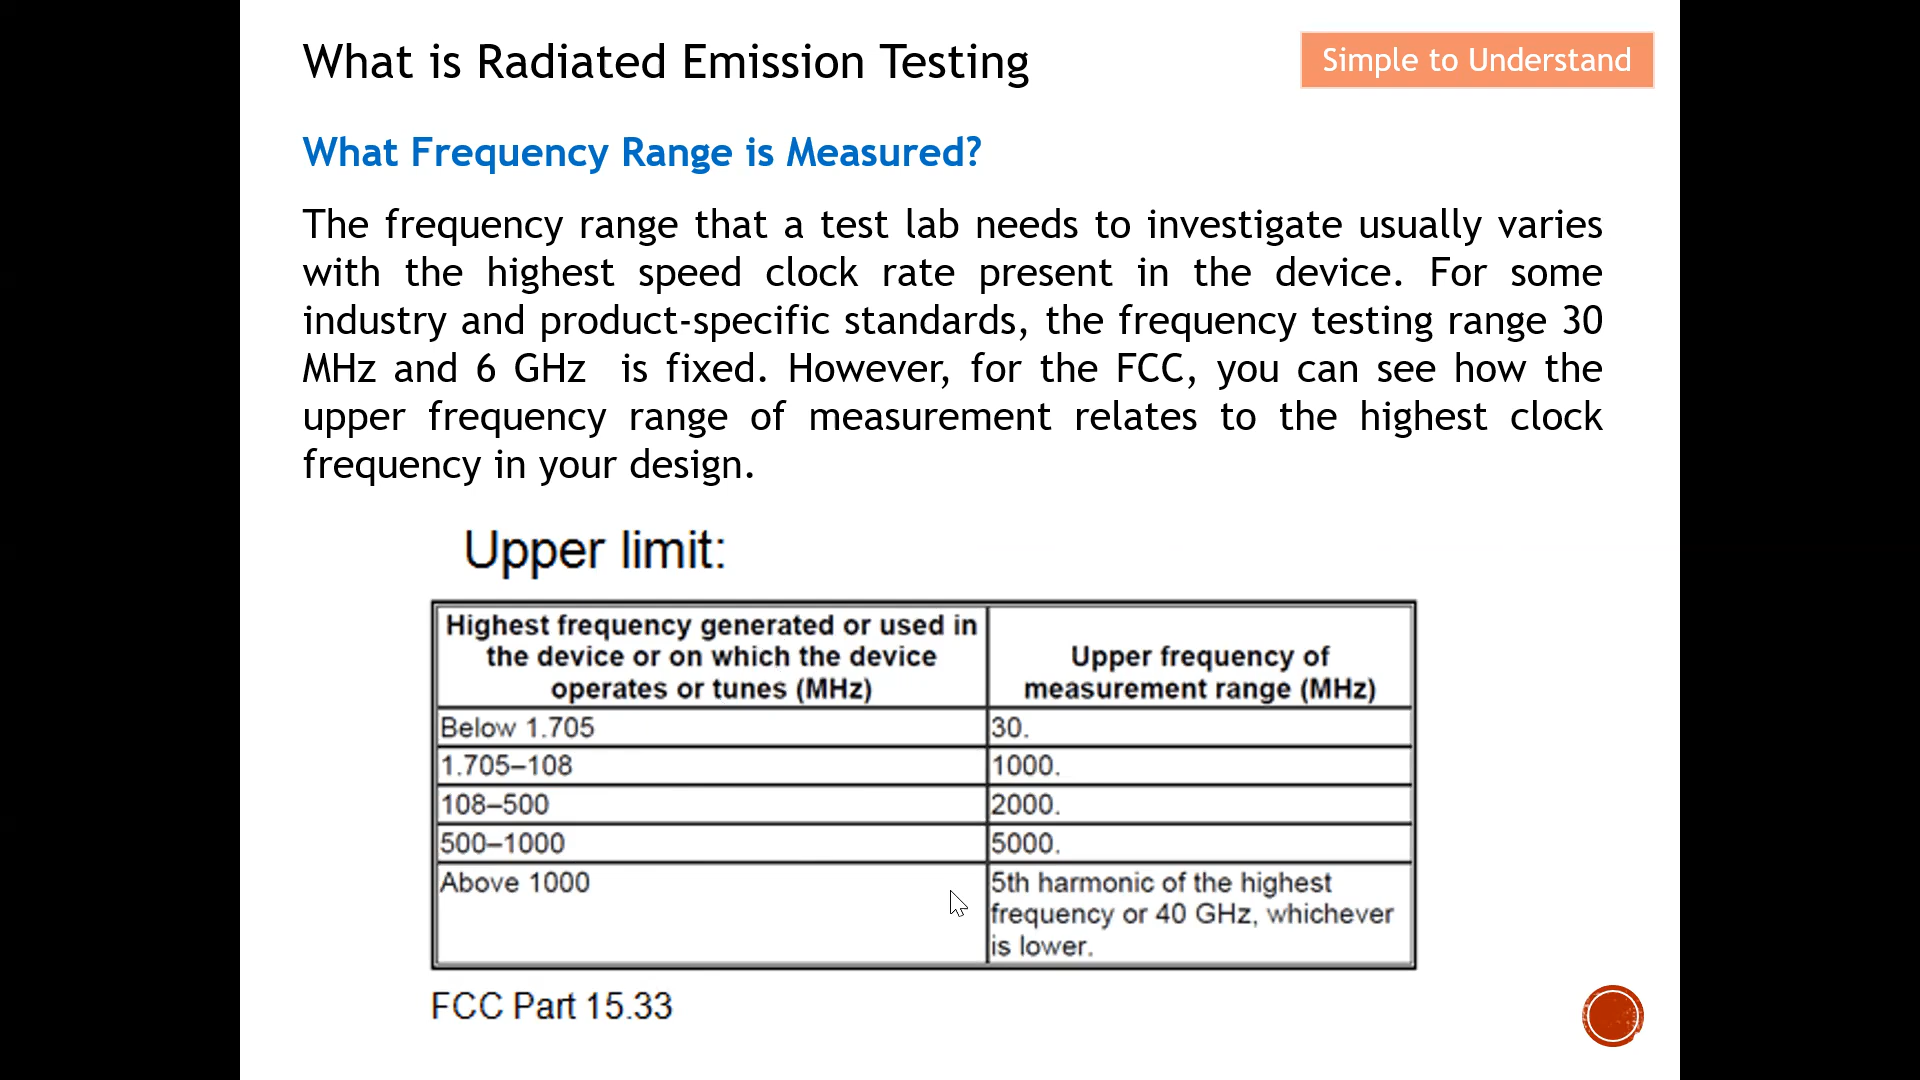 What is Radiated Emission Testing
Simple to Understand
What Frequency Range is Measured?
The frequency range that a test lab needs to investigate usually varies
with the highest speed clock rate present in the device. For some
industry and product-specific standards, the frequency testing range 30
MHz and 6 GHz  is fixed. However, for the FCC, you can see how the
upper frequency range of measurement relates to the highest clock
frequency in your design.
Upper limit:
Highest frequency generated or used in
the device or on which the device
operates or tunes (MHz)
Upper frequency of
measurement range (MHz)
Below 1.705
30.
1.705–108
1000.
108–500
2000.
500–1000
5000.
Above 1000
5th harmonic of the highest
frequency or 40 GHz, whichever
is lower.
FCC Part 15.33